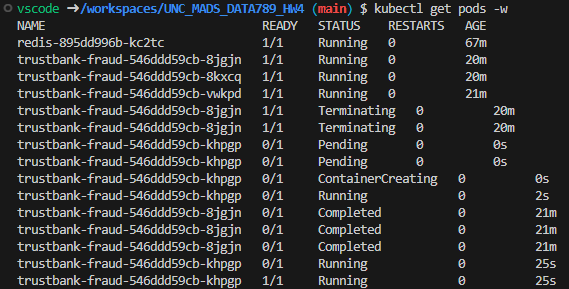 vscode →/workspaces/UNC_MADS_DATA789_HW4 (main) $ kubectl get pods -w
NAME READY STATUS RESTARTS AGE
redis-895dd996b-kc2tc 1/1 Running 0 67m
trustbank-fraud-546ddd59cb-8jgjn 1/1 Running 0 20m
trustbank-fraud-546ddd59cb-8kxcq 1/1 Running 0 20m
trustbank-fraud-546ddd59cb-vwkpd 1/1 Running 0 21m
trustbank-fraud-546ddd59cb-8jgjn 1/1 Terminating 0 20m
trustbank-fraud-546ddd59cb-8jgjn 1/1 Terminating 0 20m
trustbank-fraud-546ddd59cb-khpgp 0/1 Pending 0 0s
trustbank-fraud-546ddd59cb-khpgp 0/1 Pending 0 0s
trustbank-fraud-546ddd59cb-khpgp 0/1 ContainerCreating 0 0s
trustbank-fraud-546ddd59cb-khpgp 0/1 Running 0 2s
trustbank-fraud-546ddd59cb-8jgjn 0/1 Completed 0 21m
trustbank-fraud-546ddd59cb-8jgjn 0/1 Completed 0 21m
trustbank-fraud-546ddd59cb-8jgjn 0/1 Completed 0 21m
trustbank-fraud-546ddd59cb-khpgp 0/1 Running 0 25s
trustbank-fraud-546ddd59cb-khpgp 1/1 Running 0 25s